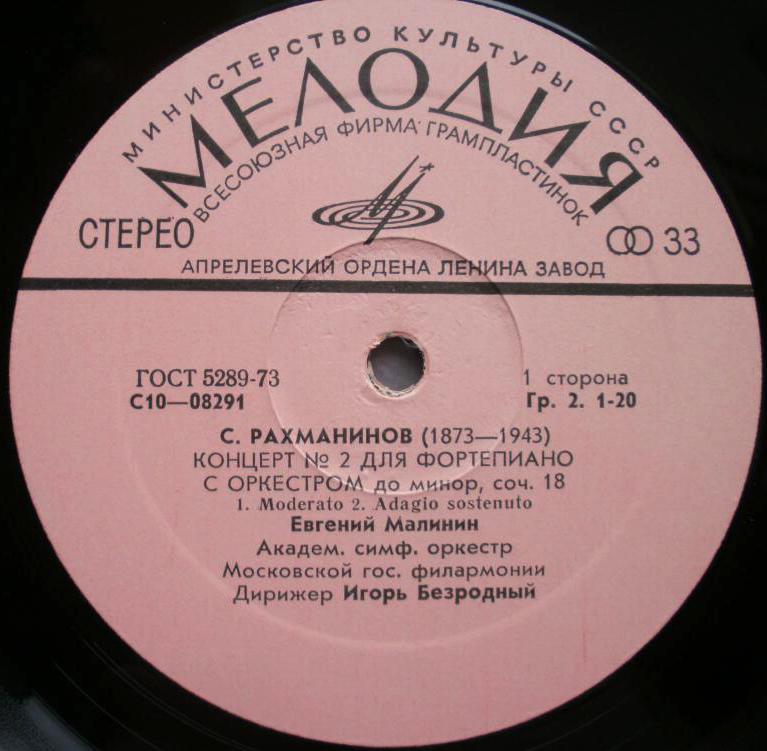 МИНИСТЕРСТВО КУЛЬТУРЫ СССР
МЕЛОДИЯ
ВСЕСОЮЗНАЯ ФИРМА ГРАМПЛАСТИНОК
СТЕРЕО
33
АПРЕЛЕВСКИЙ ОРДЕНА ЛЕНИНА ЗАВОД
ГОСТ 5289-73
1 сторона
С10—08291
Гр. 2. 1-20
С. РАХМАНИНОВ (1873—1943)
КОНЦЕРТ № 2 ДЛЯ ФОРТЕПИАНО
С ОРКЕСТРОМ до минор, соч. 18
1. Moderato 2. Adagio sostenuto
Евгений Малинин
Академ. симф. оркестр
Московской гос. филармонии
Дирижер Игорь Безродный